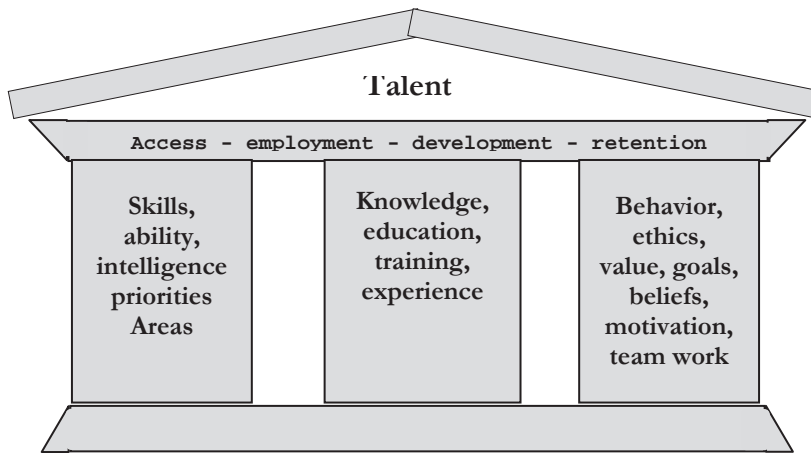 Talent
Access - employment - development - retention
Skills,
ability,
intelligence
priorities
Areas
Knowledge,
education,
training,
experience
Behavior,
ethics,
value, goals,
beliefs,
motivation,
team work